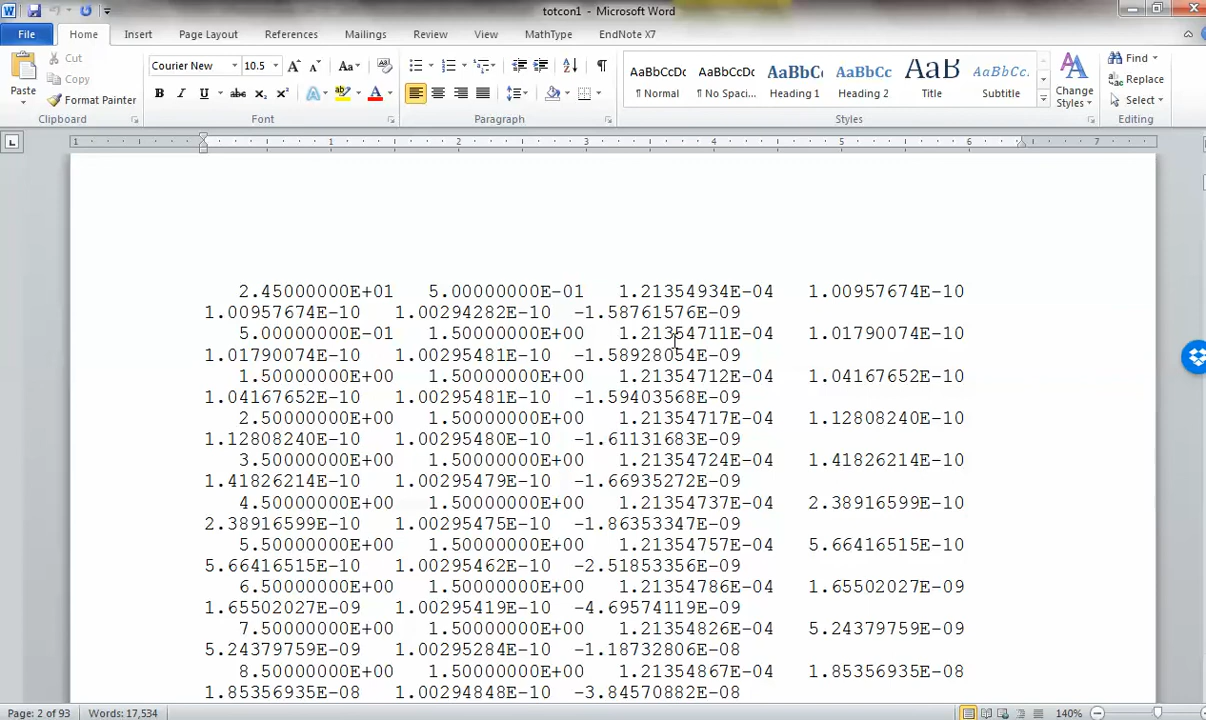 totcon1 - Microsoft Word
File Home Insert Page Layout References Mailings Review View MathType EndNote X7
Paste
Cut
Copy
Format Painter
Clipboard
Courier New 10.5
Font
Paragraph
AaBbCcDc AaBbCcDc AaBbCc AaBbCc AaB AaBbCc.
¶ Normal ¶ No Spaci... Heading 1 Heading 2 Title Subtitle
Styles
Change Styles
Find
Replace
Select
Editing
1 1 2 3 4 5 6 7
2.45000000E+01 5.00000000E-01 1.21354934E-04 1.00957674E-10
1.00957674E-10 1.00294282E-10 -1.58761576E-09
5.00000000E-01 1.50000000E+00 1.21354711E-04 1.01790074E-10
1.01790074E-10 1.00295481E-10 -1.58928054E-09
1.50000000E+00 1.50000000E+00 1.21354712E-04 1.04167652E-10
1.04167652E-10 1.00295481E-10 -1.59403568E-09
2.50000000E+00 1.50000000E+00 1.21354717E-04 1.12808240E-10
1.12808240E-10 1.00295480E-10 -1.61131683E-09
3.50000000E+00 1.50000000E+00 1.21354724E-04 1.41826214E-10
1.41826214E-10 1.00295479E-10 -1.66935272E-09
4.50000000E+00 1.50000000E+00 1.21354737E-04 2.38916599E-10
2.38916599E-10 1.00295475E-10 -1.86353347E-09
5.50000000E+00 1.50000000E+00 1.21354757E-04 5.66416515E-10
5.66416515E-10 1.00295462E-10 -2.51853356E-09
6.50000000E+00 1.50000000E+00 1.21354786E-04 1.65502027E-09
1.65502027E-09 1.00295419E-10 -4.69574119E-09
7.50000000E+00 1.50000000E+00 1.21354826E-04 5.24379759E-09
5.24379759E-09 1.00295284E-10 -1.18732806E-08
8.50000000E+00 1.50000000E+00 1.21354867E-04 1.85356935E-08
1.85356935E-08 1.00294848E-10 -3.84570882E-08
Page: 2 of 93 Words: 17,534 140%